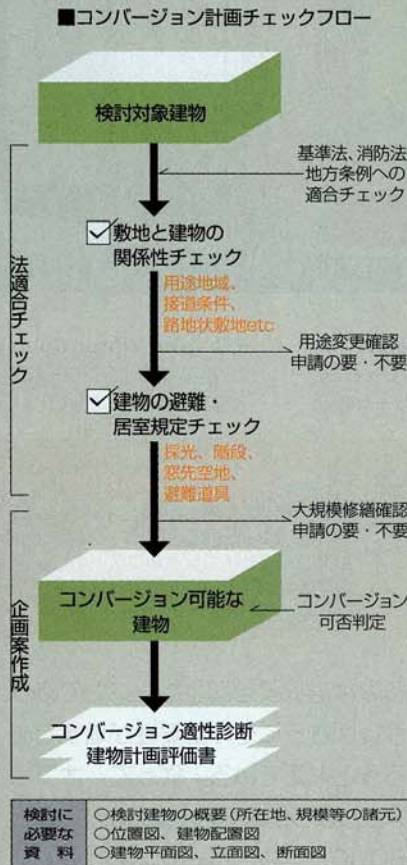 ■コンバージョン計画チェックフロー
検討対象建物
基準法、消防法
地方条例への
適合チェック
法適合チェック
敷地と建物の
関係性チェック
用途地域、
接道条件、
路地状敷地etc
用途変更確認
申請の要・不要
建物の避難・
居室規定チェック
採光、階段、
窓先空地、
避難道具
大規模修繕確認
申請の要・不要
企画案作成
コンバージョン可能な
建物
コンバージョン
可否判定
コンバージョン適性診断
建物計画評価書
検討に
必要な
資料
○検討建物の概要(所在地、規模等の諸元)
○位置図、建物配置図
○建物平面図、立面図、断面図